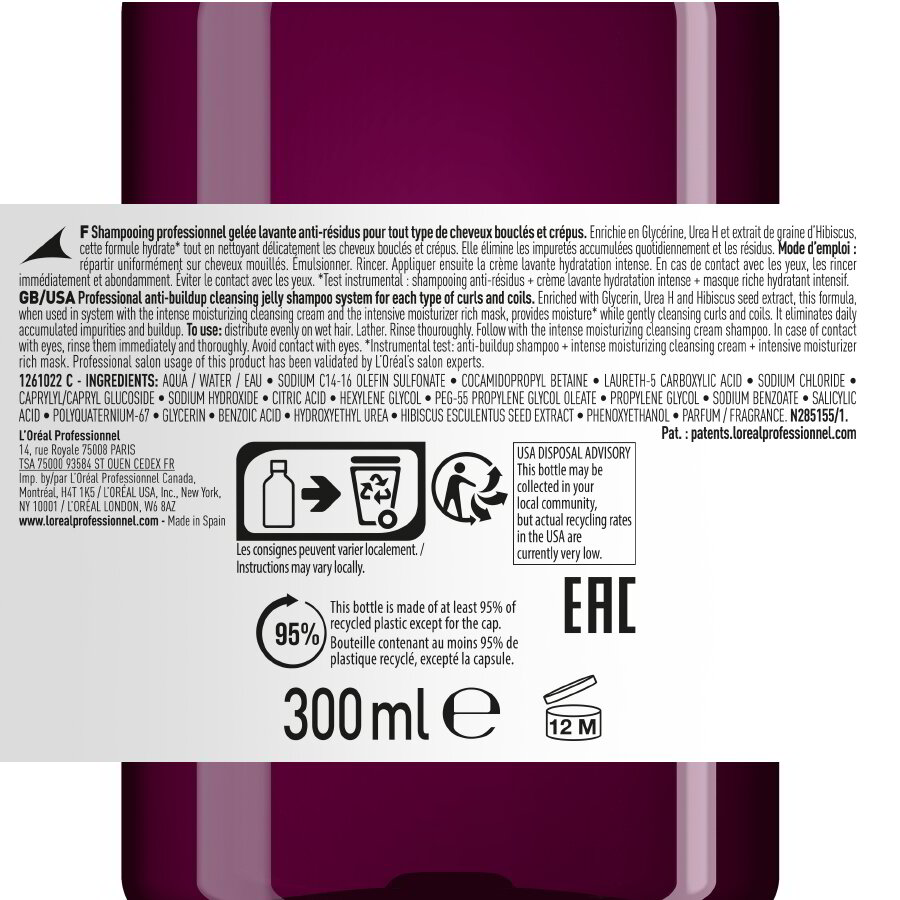 F Shampooing professionnel gelée lavante anti-résidus pour tout type de cheveux bouclés et crépus. Enrichie en Glycérine, Urea H et extrait de graine d'Hibiscus,
cette formule hydrate* tout en nettoyant délicatement les cheveux bouclés et crépus. Elle élimine les impuretés accumulées quotidiennement et les résidus. Mode d'emploi :
répartir uniformément sur cheveux mouillés. Émulsionner. Rincer. Appliquer ensuite la crème lavante hydratation intense. En cas de contact avec les yeux, les rincer
immédiatement et abondamment. Éviter le contact avec les yeux. *Test instrumental : shampooing anti-résidus + crème lavante hydratation intense + masque riche hydratant intensif.
GB/USA Professional anti-buildup cleansing jelly shampoo system for each type of curls and coils. Enriched with Glycerin, Urea H and Hibiscus seed extract, this formula,
when used in system with the intense moisturizing cleansing cream and the intensive moisturizer rich mask, provides moisture* while gently cleansing curls and coils. It eliminates daily
accumulated impurities and buildup. To use: distribute evenly on wet hair. Lather. Rinse thouroughly. Follow with the intense moisturizing cleansing cream shampoo. In case of contact
with eyes, rinse them immediately and thoroughly. Avoid contact with eyes. *Instrumental test: anti-buildup shampoo + intense moisturizing cleansing cream + intensive moisturizer
rich mask. Professional salon usage of this product has been validated by L'Oréal's salon experts.
1261022 C - INGREDIENTS: AQUA / WATER / EAU • SODIUM C14-16 OLEFIN SULFONATE • COCAMIDOPROPYL BETAINE • LAURETH-5 CARBOXYLIC ACID • SODIUM CHLORIDE •
CAPRYLYL/CAPRYL GLUCOSIDE • SODIUM HYDROXIDE • CITRIC ACID • HEXYLENE GLYCOL • PEG-55 PROPYLENE GLYCOL OLEATE • PROPYLENE GLYCOL • SODIUM BENZOATE • SALICYLIC
ACID • POLYQUATERNIUM-67 • GLYCERIN • BENZOIC ACID • HYDROXYETHYL UREA • HIBISCUS ESCULENTUS SEED EXTRACT • PHENOXYETHANOL • PARFUM / FRAGRANCE. N285155/1.
Pat. : patents.lorealprofessionnel.com
L'Oréal Professionnel
14, rue Royale 75008 PARIS
TSA 75000 93584 ST OUEN CEDEX FR
Imp. by/par L'Oréal Professionnel Canada,
Montréal, H4T 1K5 / L'ORÉAL USA, Inc., New York,
NY 10001 / L'ORÉAL LONDON, W6 8AZ
www.lorealprofessionnel.com - Made in Spain
Les consignes peuvent varier localement. /
Instructions may vary locally.
USA DISPOSAL ADVISORY
This bottle may be
collected in your
local community,
but actual recycling rates
in the USA are
currently very low.
EAC
95%
This bottle is made of at least 95% of
recycled plastic except for the cap.
Bouteille contenant au moins 95% de
plastique recyclé, excepté la capsule.
300 ml e
12 M